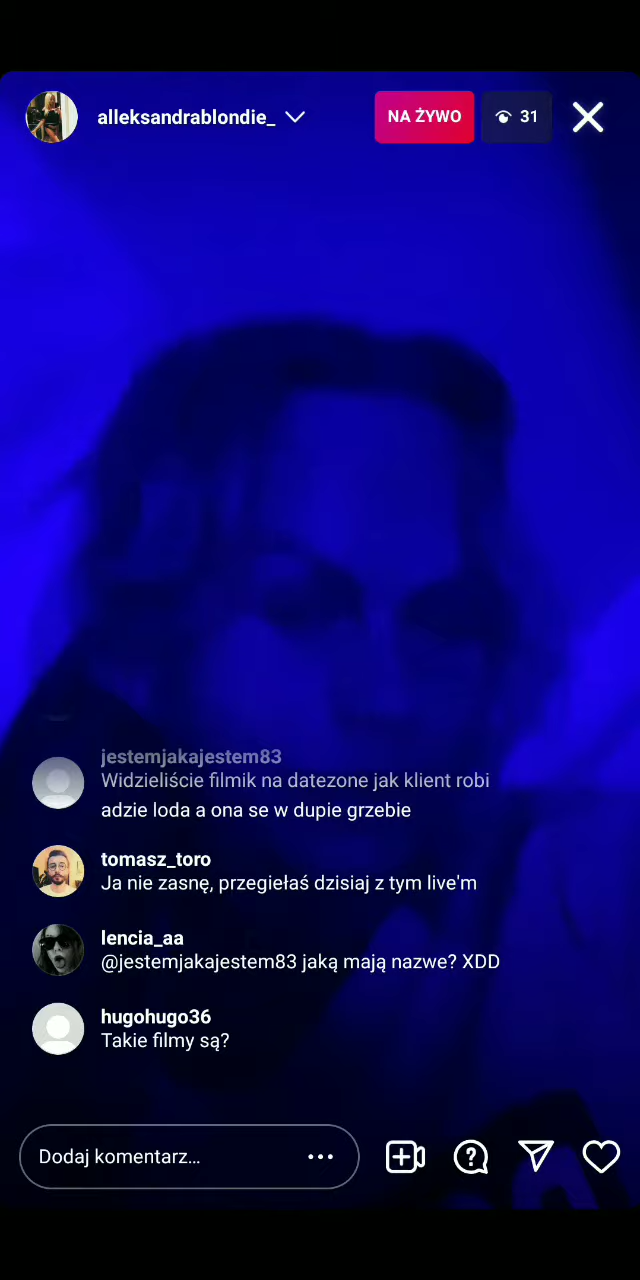 alleksandrablondie_
NA ŻYWO
31
jestemjakajestem83
Widzieliście filmik na datezone jak klient robi
adzie loda a ona se w dupie grzebie
tomasz_toro
Ja nie zasnę, przegiełaś dzisiaj z tym live'm
lencia_aa
@jestemjakajestem83 jaką mają nazwe? XDD
hugohugo36
Takie filmy są?
Dodaj komentarz...